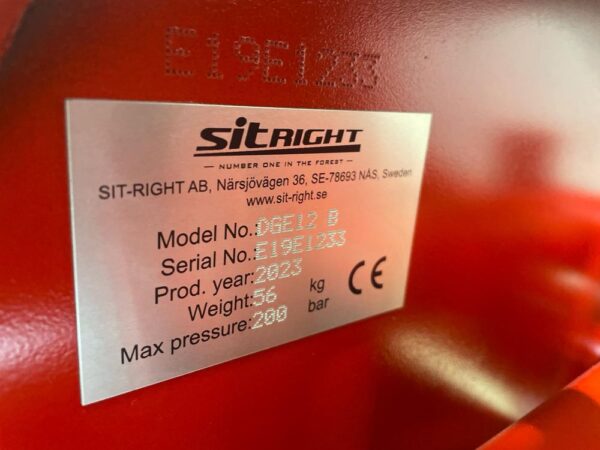 E19E1233
sitRIGHT
— NUMBER ONE IN THE FOREST —
SIT-RIGHT AB, Närsjövägen 36, SE-78693 NÅS, Sweden
www.sit-right.se
Model No.:DGE12 B
Serial No.:E19E1233
Prod. year:2023
Weight:56 kg
Max pressure:200 bar
CE